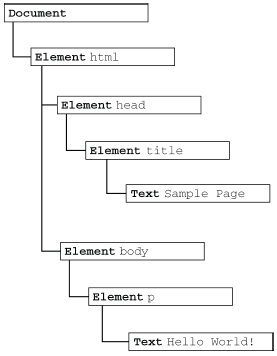 Document
Element html
Element head
Element title
Text Sample Page
Element body
Element p
Text Hello World!